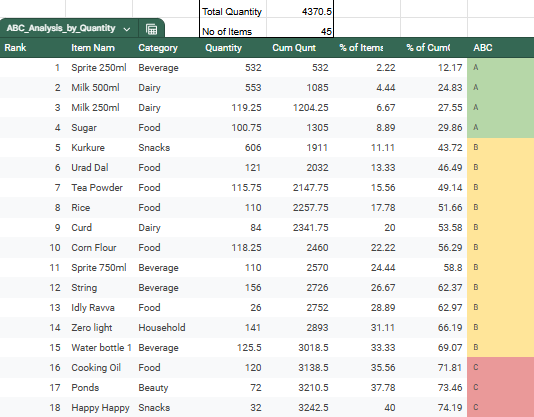 Total Quantity 4370.5
ABC_Analysis_by_Quantity No of Items 45
Rank Item Nam Category Quantity Cum Qunt % of Items % of Cum( ABC
1 Sprite 250ml Beverage 532 532 2.22 12.17 A
2 Milk 500ml Dairy 553 1085 4.44 24.83 A
3 Milk 250ml Dairy 119.25 1204.25 6.67 27.55 A
4 Sugar Food 100.75 1305 8.89 29.86 A
5 Kurkure Snacks 606 1911 11.11 43.72 B
6 Urad Dal Food 121 2032 13.33 46.49 B
7 Tea Powder Food 115.75 2147.75 15.56 49.14 B
8 Rice Food 110 2257.75 17.78 51.66 B
9 Curd Dairy 84 2341.75 20 53.58 B
10 Corn Flour Food 118.25 2460 22.22 56.29 B
11 Sprite 750ml Beverage 110 2570 24.44 58.8 B
12 String Beverage 156 2726 26.67 62.37 B
13 Idly Ravva Food 26 2752 28.89 62.97 B
14 Zero light Household 141 2893 31.11 66.19 B
15 Water bottle 1 Beverage 125.5 3018.5 33.33 69.07 B
16 Cooking Oil Food 120 3138.5 35.56 71.81 C
17 Ponds Beauty 72 3210.5 37.78 73.46 C
18 Happy Happy Snacks 32 3242.5 40 74.19 C